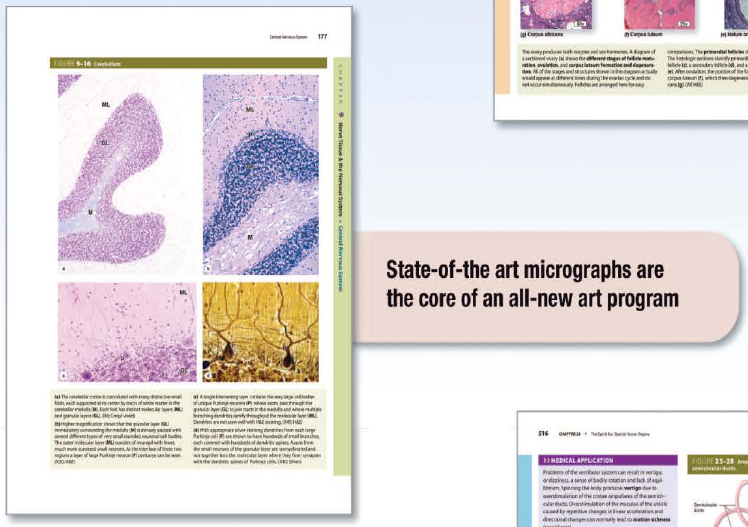 Central Nervous System 177
FIGURE 9–16 Cerebellum.
ML
GL
M
a
ML
P
M
b
ML
P
GL
c
d
CHAPTER 9 Nerve Tissue & the Nervous System • Central Nervous System
(a) The cerebellar cortex is convoluted with many distinctive small
folds, each supported at its center by tracts of white matter in the
cerebellar medulla (M). Each fold has distinct molecular layers (ML)
and granular layers (GL). (X6; Cresyl violet)
(b) Higher magnification shows that the granular layer (GL)
immediately surrounding the medulla (M) is densely packed with
several different types of very small rounded neuronal cell bodies.
The outer molecular layer (ML) consists of neuropil with fewer,
much more scattered small neurons. At the interface of these two
regions a layer of large Purkinje neuron (P) perikarya can be seen.
(X20; H&E)
(c) A single intervening layer contains the very large cell bodies
of unique Purkinje neurons (P), whose axons pass through the
granular layer (GL) to join tracts in the medulla and whose multiple
branching dendrites ramify throughout the molecular layer (ML).
Dendrites are not seen well with H&E staining. (X40; H&E)
(d) With appropriate silver staining dendrites from each large
Purkinje cell (P) are shown to have hundreds of small branches,
each covered with hundreds of dendritic spines. Axons from
the small neurons of the granular layer are unmyelinated and
run together into the molecular layer where they form synapses
with the dendritic spines of Purkinje cells. (X40; Silver)
(g) Corpus albicans
(f) Corpus luteum
(e) Mature
The ovary produces both oocytes and sex hormones. A diagram of
a sectioned ovary (a) shows the different stages of follicle matu-
ration, ovulation, and corpus luteum formation and degenera-
tion. All of the stages and structures shown in this diagram actually
would appear at different times during the ovarian cycle and do
not occur simultaneously. Follicles are arranged here for easy
comparisons. The primordial follicles
The histologic sections identify primord
follicle (c), a secondary follicle (d), and a
(e). After ovulation, the portion of the fo
corpus luteum (f), which then degenerat
cans (g). (All H&E)
State-of-the art micrographs are
the core of an all-new art program
516 CHAPTER 23 • The Eye & Ear: Special Sense Organs
>> MEDICAL APPLICATION
Problems of the vestibular system can result in vertigo,
or dizziness, a sense of bodily rotation and lack of equi-
librium. Spinning the body produces vertigo due to
overstimulation of the cristae ampullares of the semicir-
cular ducts. Overstimulation of the maculae of the utricle
caused by repetitive changes in linear acceleration and
directional changes can normally lead to motion sickness
FIGURE 23–28
semicircular ducts.
Semicircular
ducts